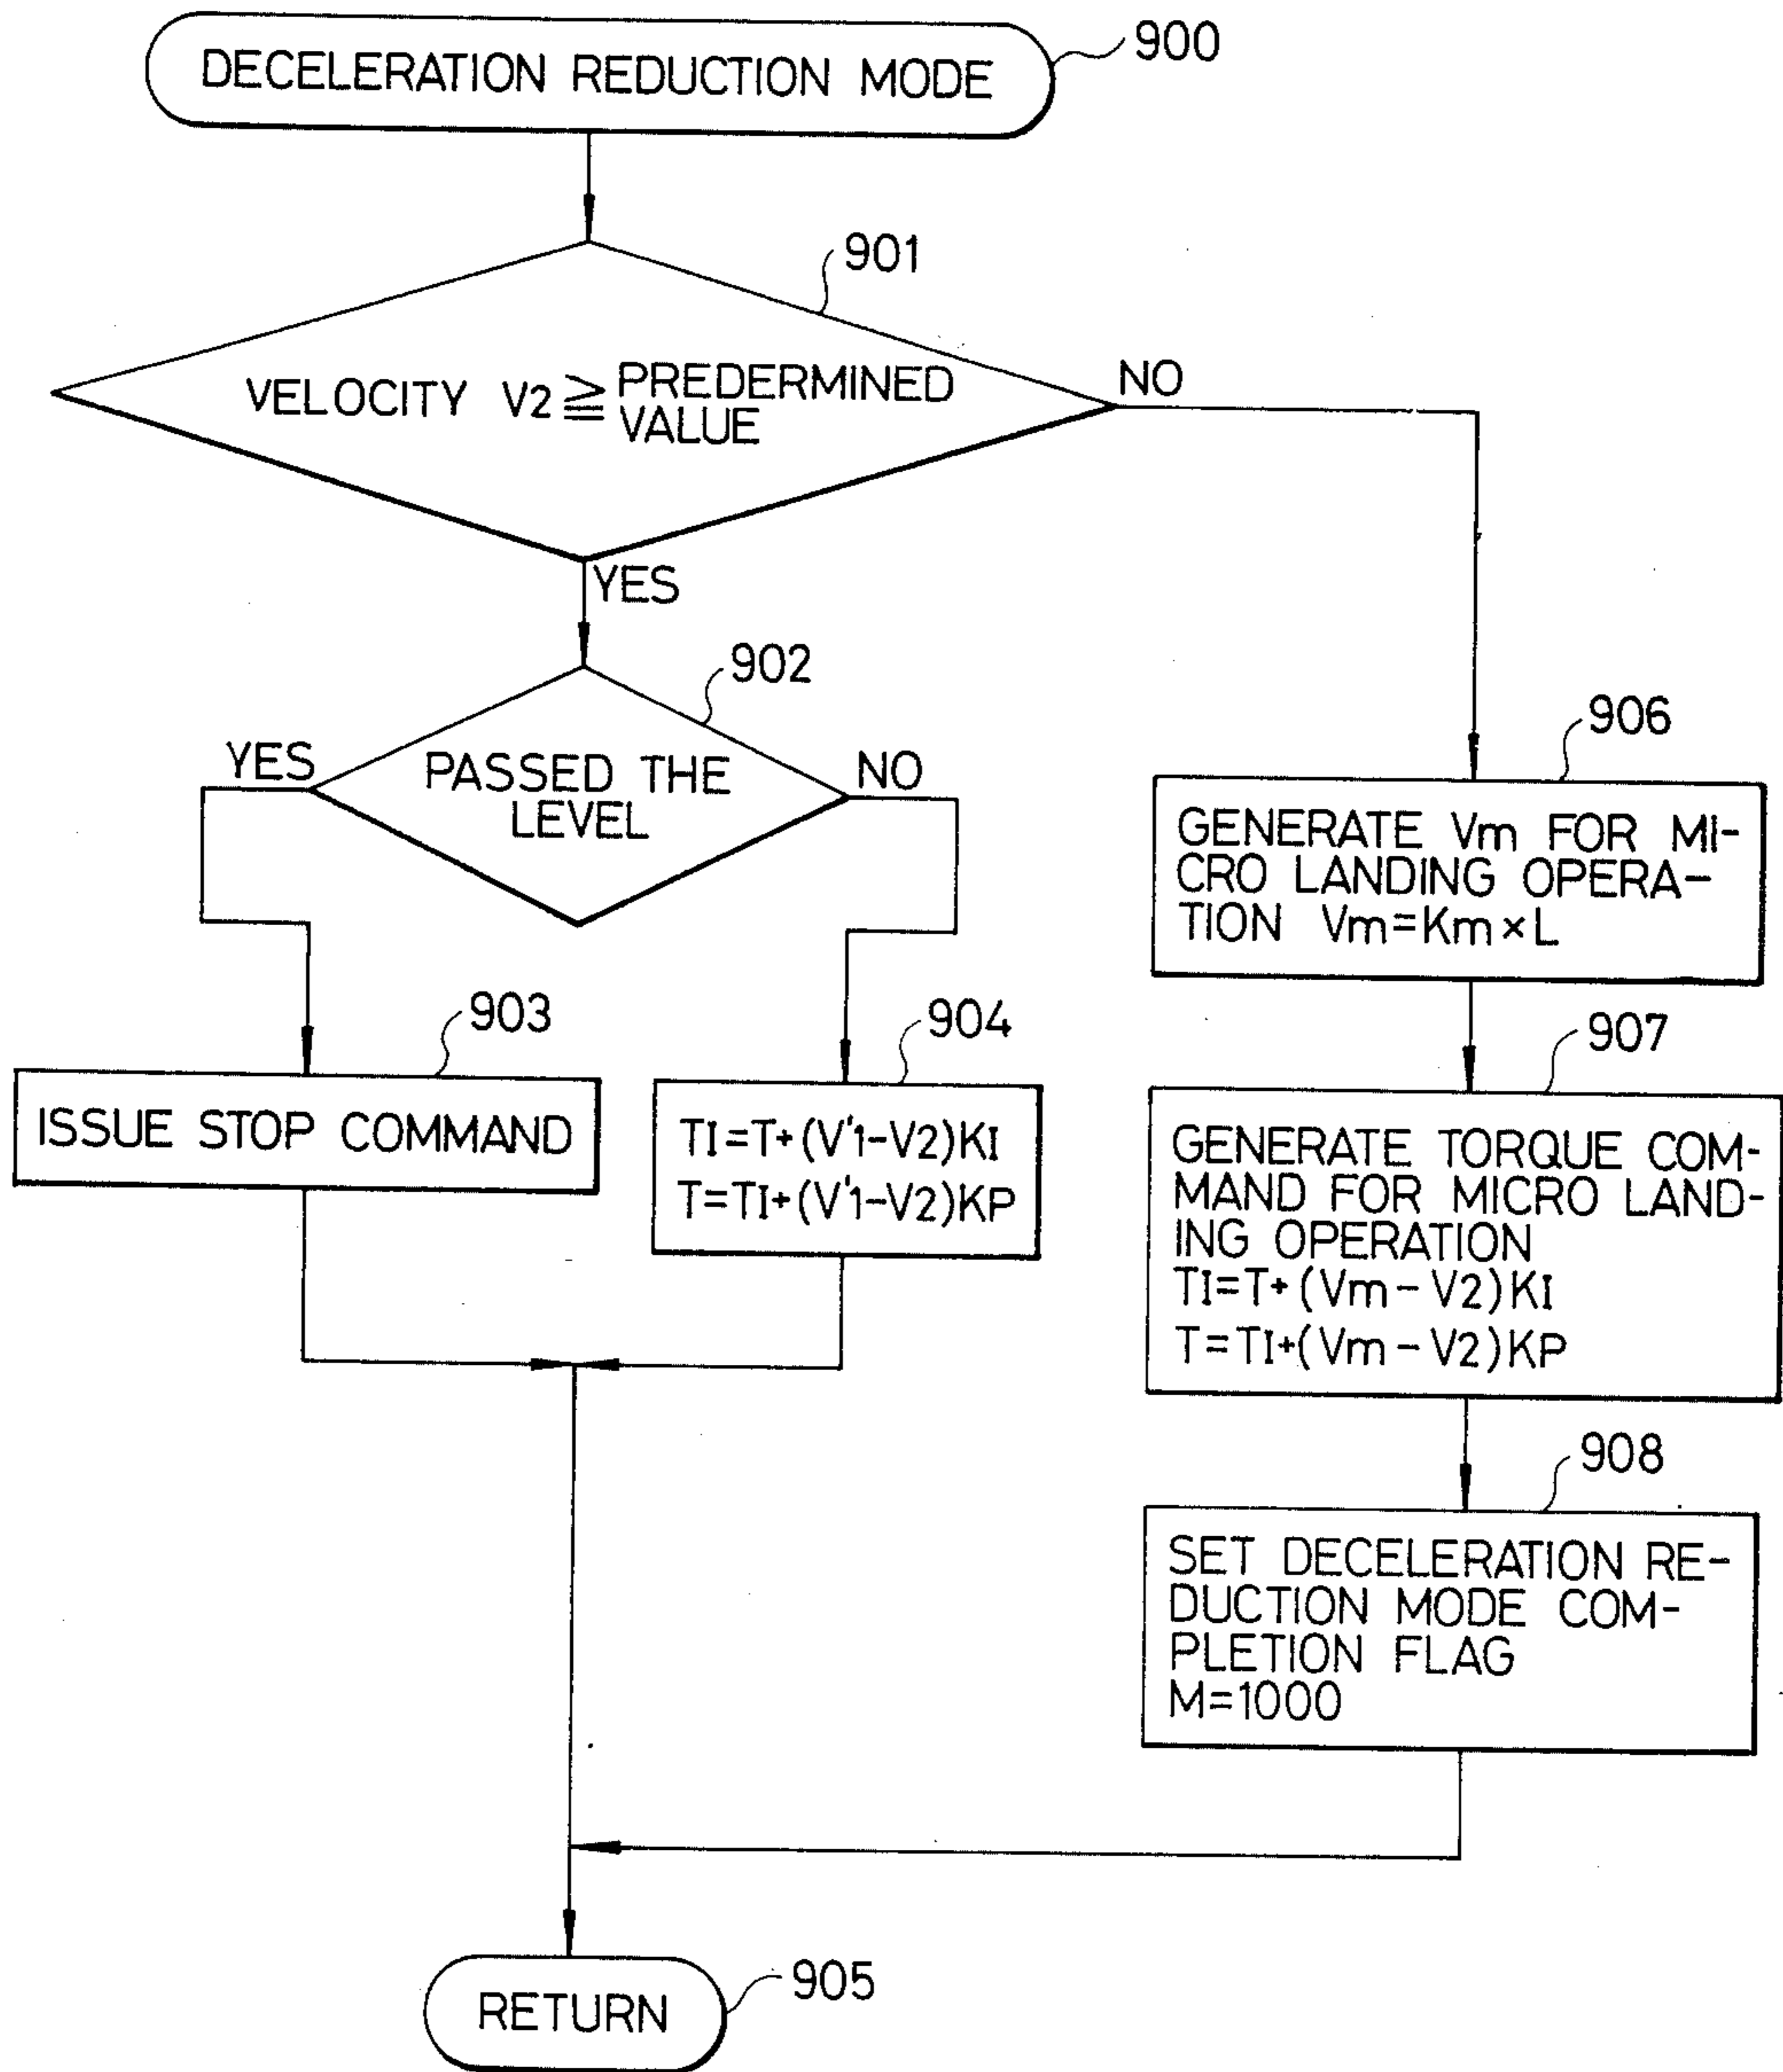 DECELERATION REDUCTION MODE
900
901
VELOCITY V2 ≧ PREDERMINED
VALUE
NO
YES
902
YES
PASSED THE
LEVEL
NO
906
GENERATE Vm FOR MI-
CRO LANDING OPERA-
TION Vm=Km×L
903
ISSUE STOP COMMAND
904
TI=T+(V'1-V2)KI
T=TI+(V'1-V2)KP
907
GENERATE TORQUE COM-
MAND FOR MICRO LAND-
ING OPERATION
TI=T+(Vm-V2)KI
T=TI+(Vm-V2)KP
908
SET DECELERATION RE-
DUCTION MODE COM-
PLETION FLAG
M=1000
RETURN
905